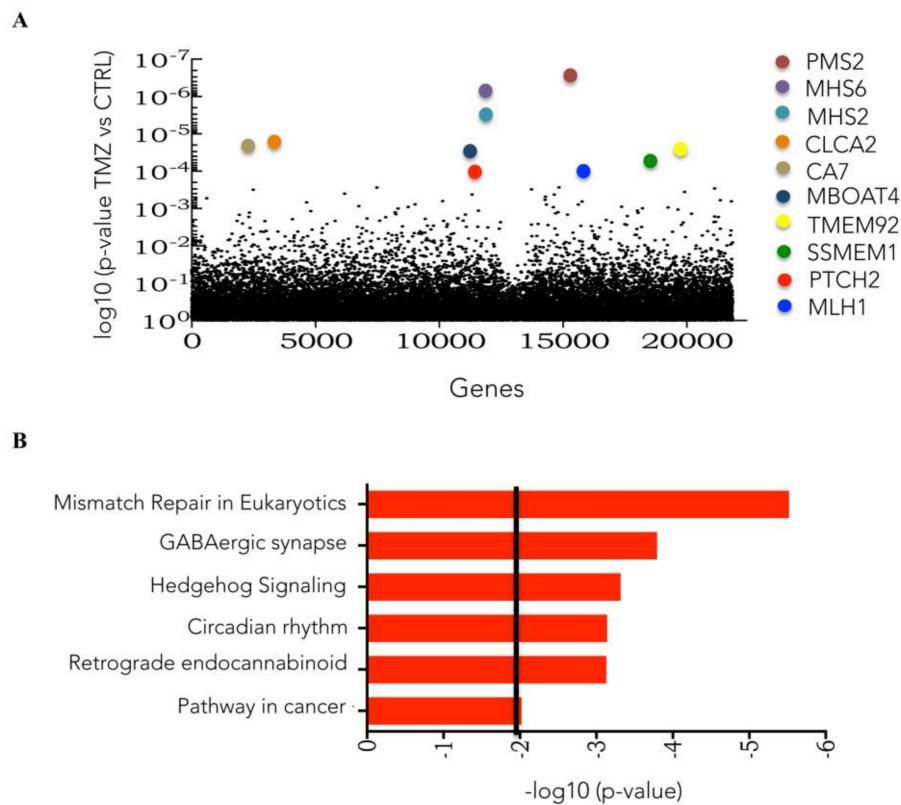 A
log10 (p-value TMZ vs CTRL)
10-7
10-6
10-5
10-4
10-3
10-2
10-1
100
0 5000 10000 15000 20000
Genes
PMS2
MHS6
MHS2
CLCA2
CA7
MBOAT4
TMEM92
SSMEM1
PTCH2
MLH1
B
Mismatch Repair in Eukaryotics
GABAergic synapse
Hedgehog Signaling
Circadian rhythm
Retrograde endocannabinoid
Pathway in cancer
0 -1 -2 -3 -4 -5 -6
-log10 (p-value)